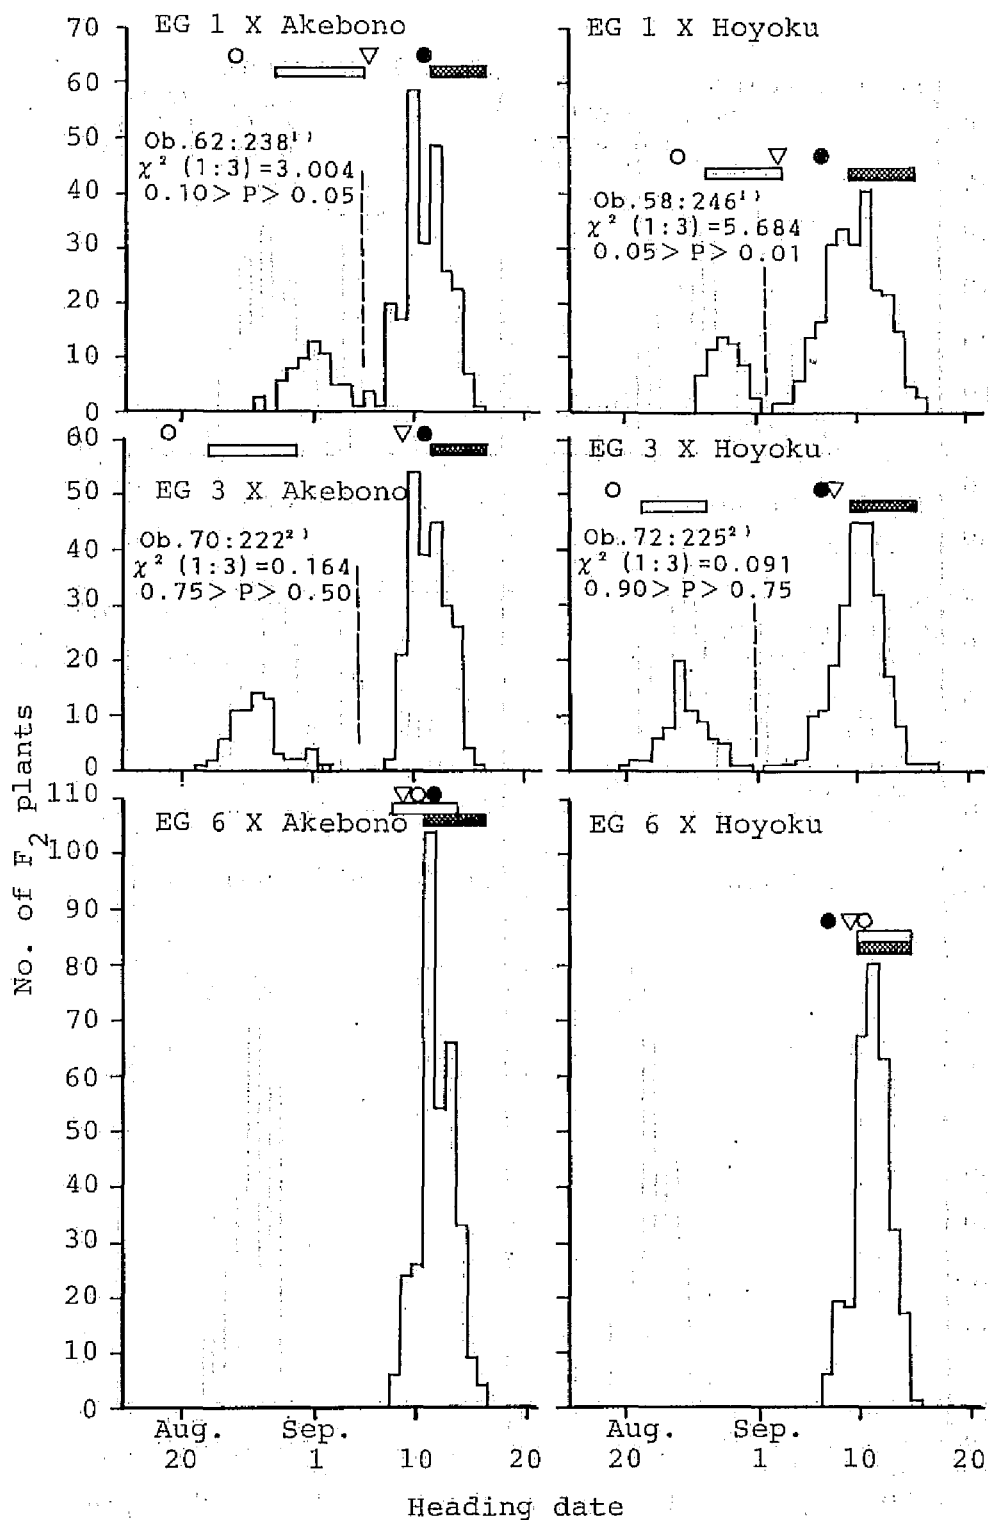 EG 1 X Akebono
EG 1 X Hoyoku
70
60
50
40
30
20
10
0
Ob.62:238¹⁾
χ² (1:3)=3.004
0.10> P> 0.05
Ob.58:246¹⁾
χ² (1:3)=5.684
0.05> P> 0.01
60
50
40
30
20
10
0
EG 3 X Akebono
Ob.70:222²⁾
χ² (1:3)=0.164
0.75> P> 0.50
EG 3 X Hoyoku
Ob.72:225²⁾
χ² (1:3)=0.091
0.90> P> 0.75
No. of F₂ plants
110
100
90
80
70
60
50
40
30
20
10
0
EG 6 X Akebono
EG 6 X Hoyoku
Aug. Sep. Aug. Sep.
20 1 10 20 20 1 10 20
Heading date